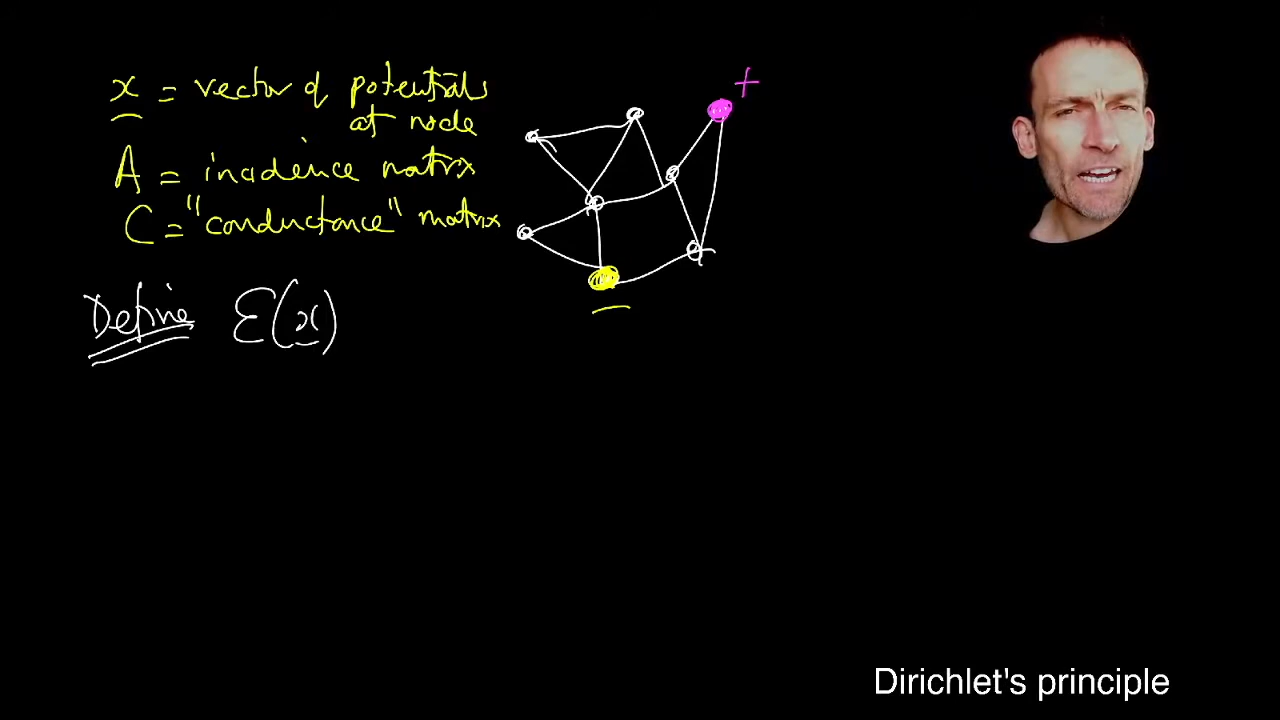 x = vector of potentials
at node
A = incidence matrix
C = "conductance" matrix
+
Define Ɛ(x)
−
Dirichlet's principle